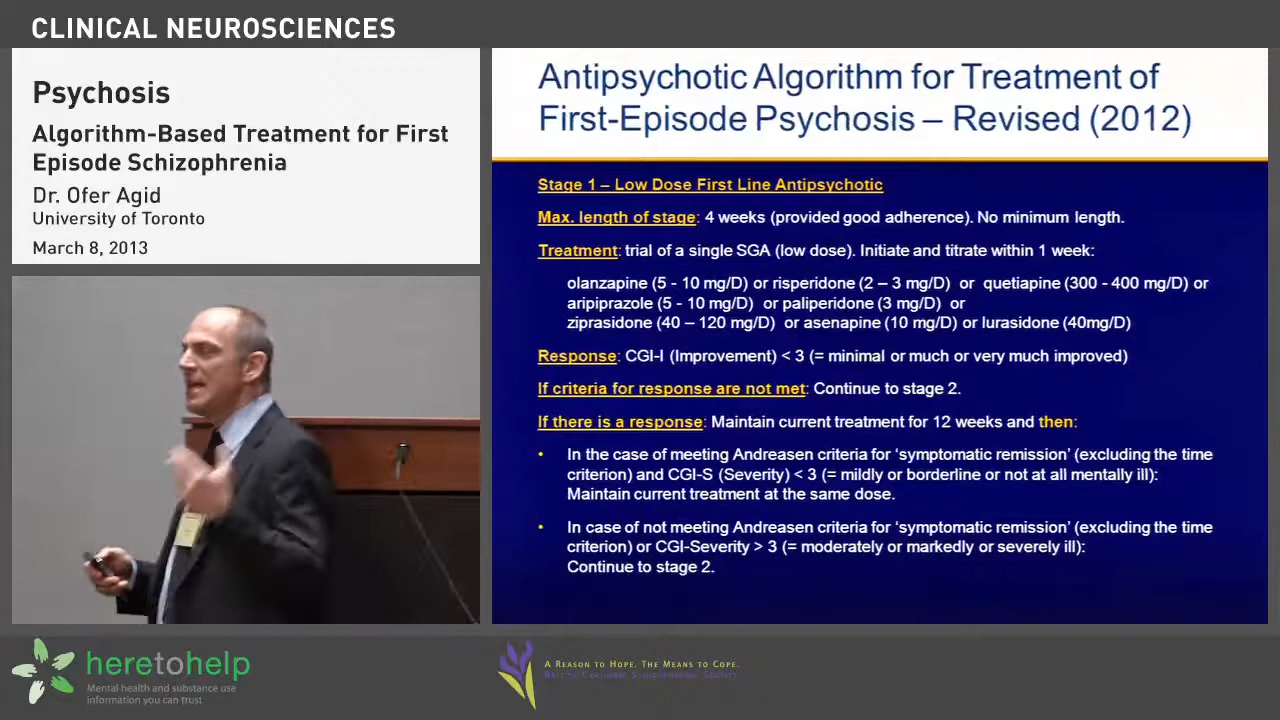 CLINICAL NEUROSCIENCES
Psychosis
Algorithm-Based Treatment for First
Episode Schizophrenia
Dr. Ofer Agid
University of Toronto
March 8, 2013
Antipsychotic Algorithm for Treatment of
First-Episode Psychosis – Revised (2012)
Stage 1 – Low Dose First Line Antipsychotic
Max. length of stage: 4 weeks (provided good adherence). No minimum length.
Treatment: trial of a single SGA (low dose). Initiate and titrate within 1 week:
olanzapine (5 - 10 mg/D) or risperidone (2 – 3 mg/D) or quetiapine (300 - 400 mg/D) or
aripiprazole (5 - 10 mg/D) or paliperidone (3 mg/D) or
ziprasidone (40 – 120 mg/D) or asenapine (10 mg/D) or lurasidone (40mg/D)
Response: CGI-I (Improvement) < 3 (= minimal or much or very much improved)
If criteria for response are not met: Continue to stage 2.
If there is a response: Maintain current treatment for 12 weeks and then:
• In the case of meeting Andreasen criteria for ‘symptomatic remission’ (excluding the time
criterion) and CGI-S (Severity) < 3 (= mildly or borderline or not at all mentally ill):
Maintain current treatment at the same dose.
• In case of not meeting Andreasen criteria for ‘symptomatic remission’ (excluding the time
criterion) or CGI-Severity > 3 (= moderately or markedly or severely ill):
Continue to stage 2.
heretohelp
Mental health and substance use
information you can trust
A REASON TO HOPE. THE MEANS TO COPE.
BRITISH COLUMBIA SCHIZOPHRENIA SOCIETY